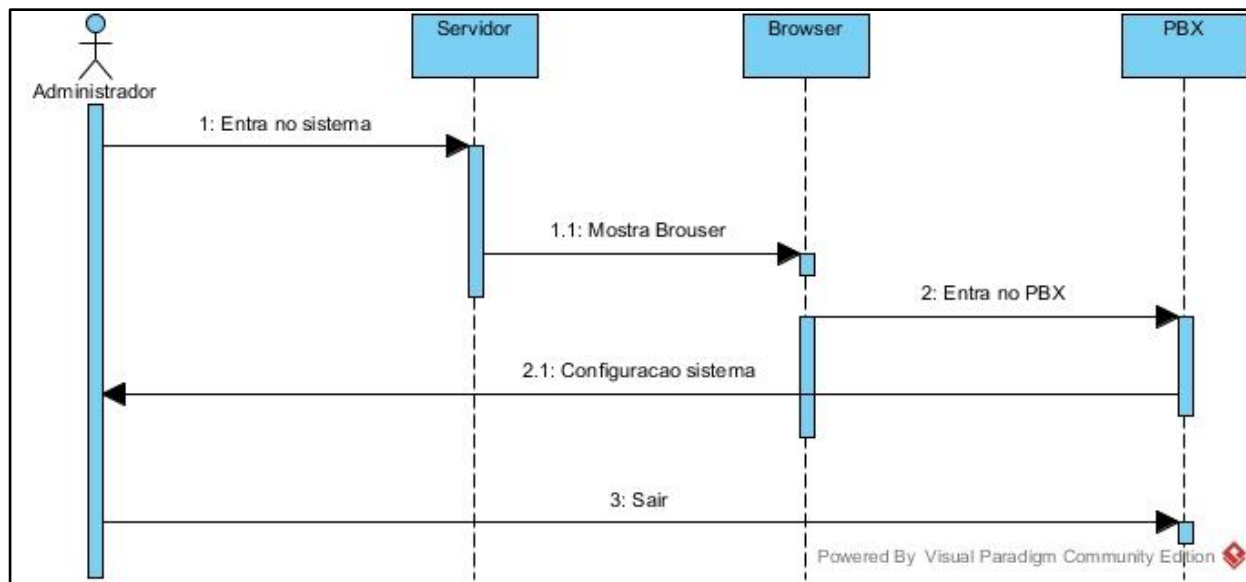 Servidor
Browser
PBX
Administrador
1: Entra no sistema
1.1: Mostra Brouser
2: Entra no PBX
2.1: Configuracao sistema
3: Sair
Powered By Visual Paradigm Community Edition